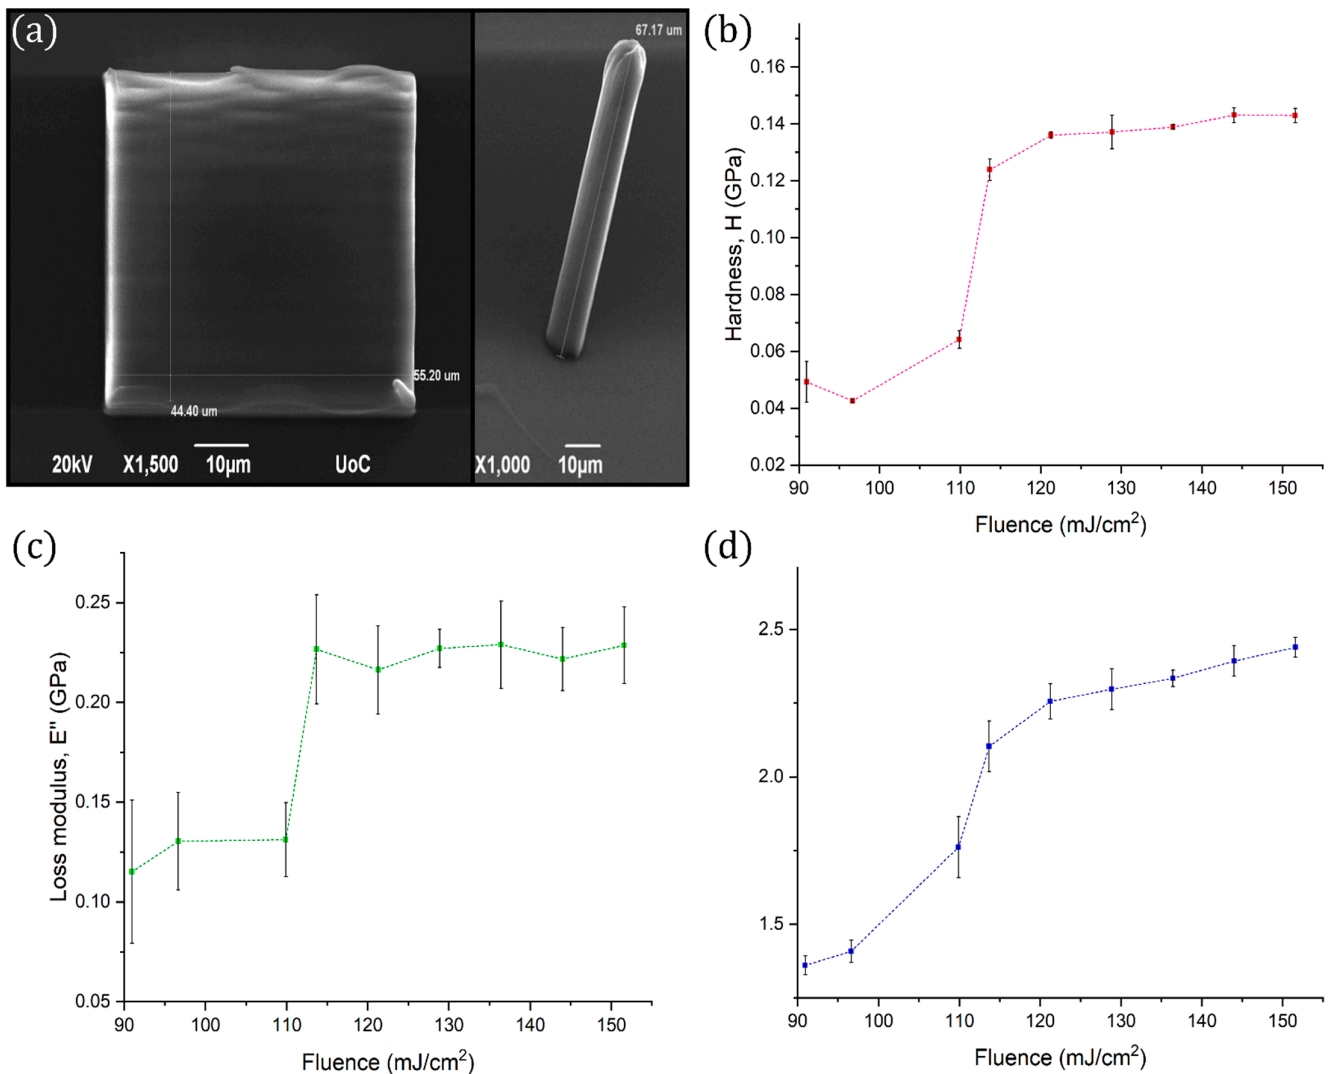 (a)
67.17 um
55.20 um
44.40 um
20kV X1,500 10µm UoC
X1,000 10µm
(b)
Hardness, H (GPa)
0.16
0.14
0.12
0.10
0.08
0.06
0.04
0.02
90 100 110 120 130 140 150
Fluence (mJ/cm²)
(c)
Loss modulus, E'' (GPa)
0.25
0.20
0.15
0.10
0.05
90 100 110 120 130 140 150
Fluence (mJ/cm²)
(d)
2.5
2.0
1.5
90 100 110 120 130 140 150
Fluence (mJ/cm²)